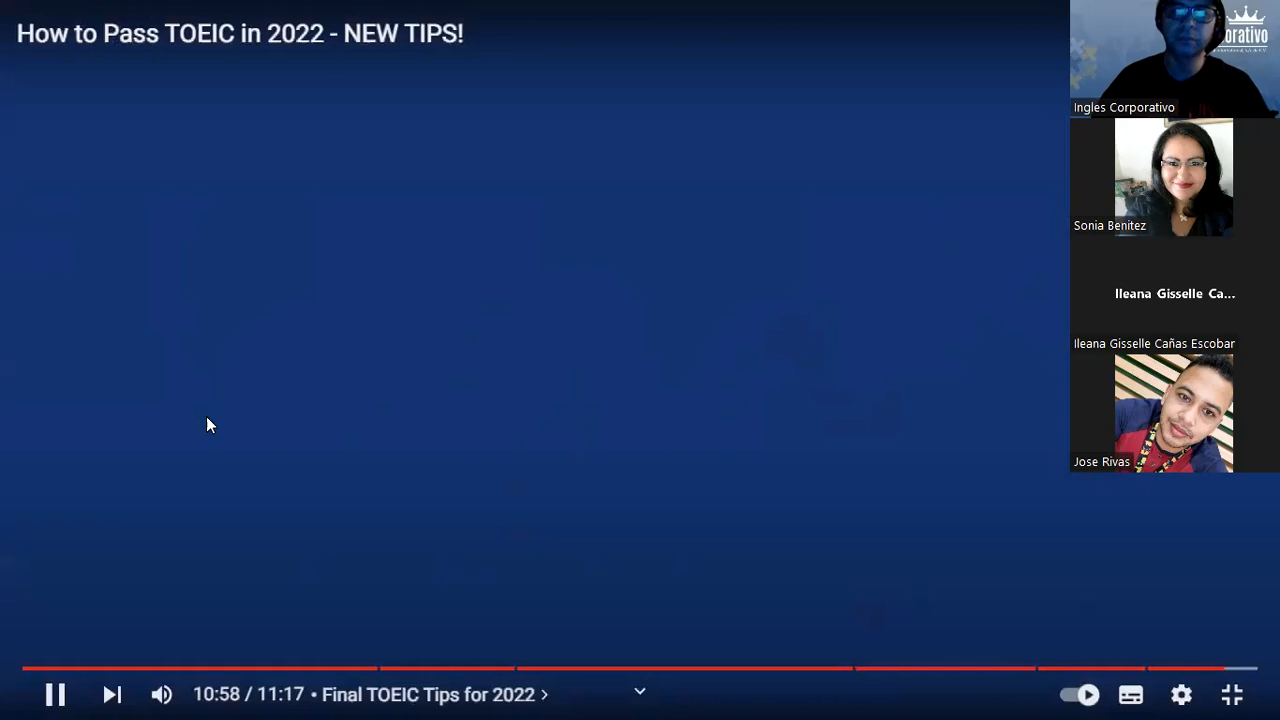 How to Pass TOEIC in 2022 - NEW TIPS!
orativo
Ingles Corporativo
Sonia Benitez
Ileana Gisselle Ca...
Ileana Gisselle Cañas Escobar
Jose Rivas
10:58 / 11:17 • Final TOEIC Tips for 2022 >